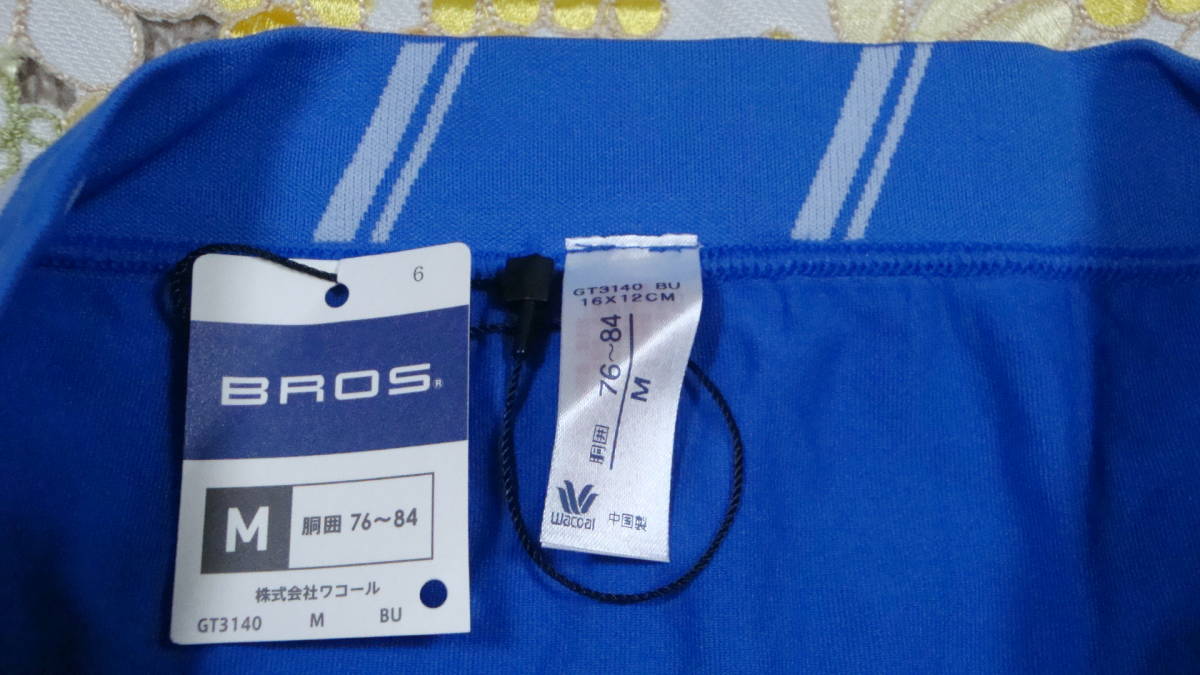 6
BROS®
M 胴囲 76～84
株式会社ワコール
GT3140 M BU
GT3140 BU
16X12CM
胴囲 76～84
M
Wacoal 中国製